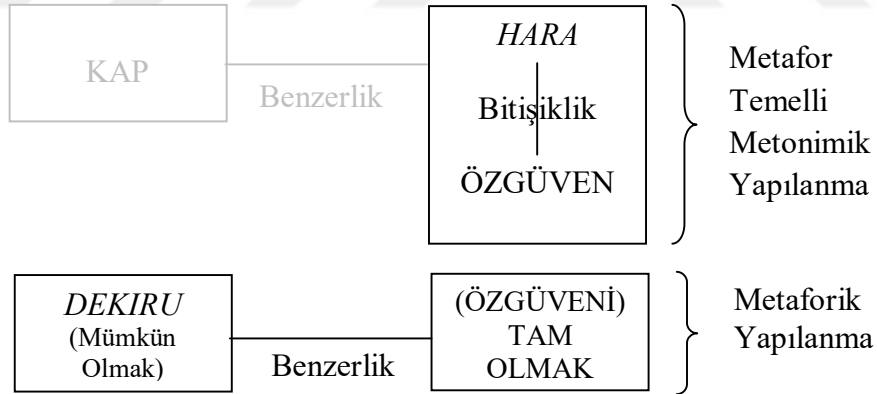 KAP
Benzerlik
HARA
Bitişiklik
ÖZGÜVEN
Metafor
Temelli
Metonimik
Yapılanma
DEKIRU
(Mümkün
Olmak)
Benzerlik
(ÖZGÜVENİ)
TAM
OLMAK
Metaforik
Yapılanma